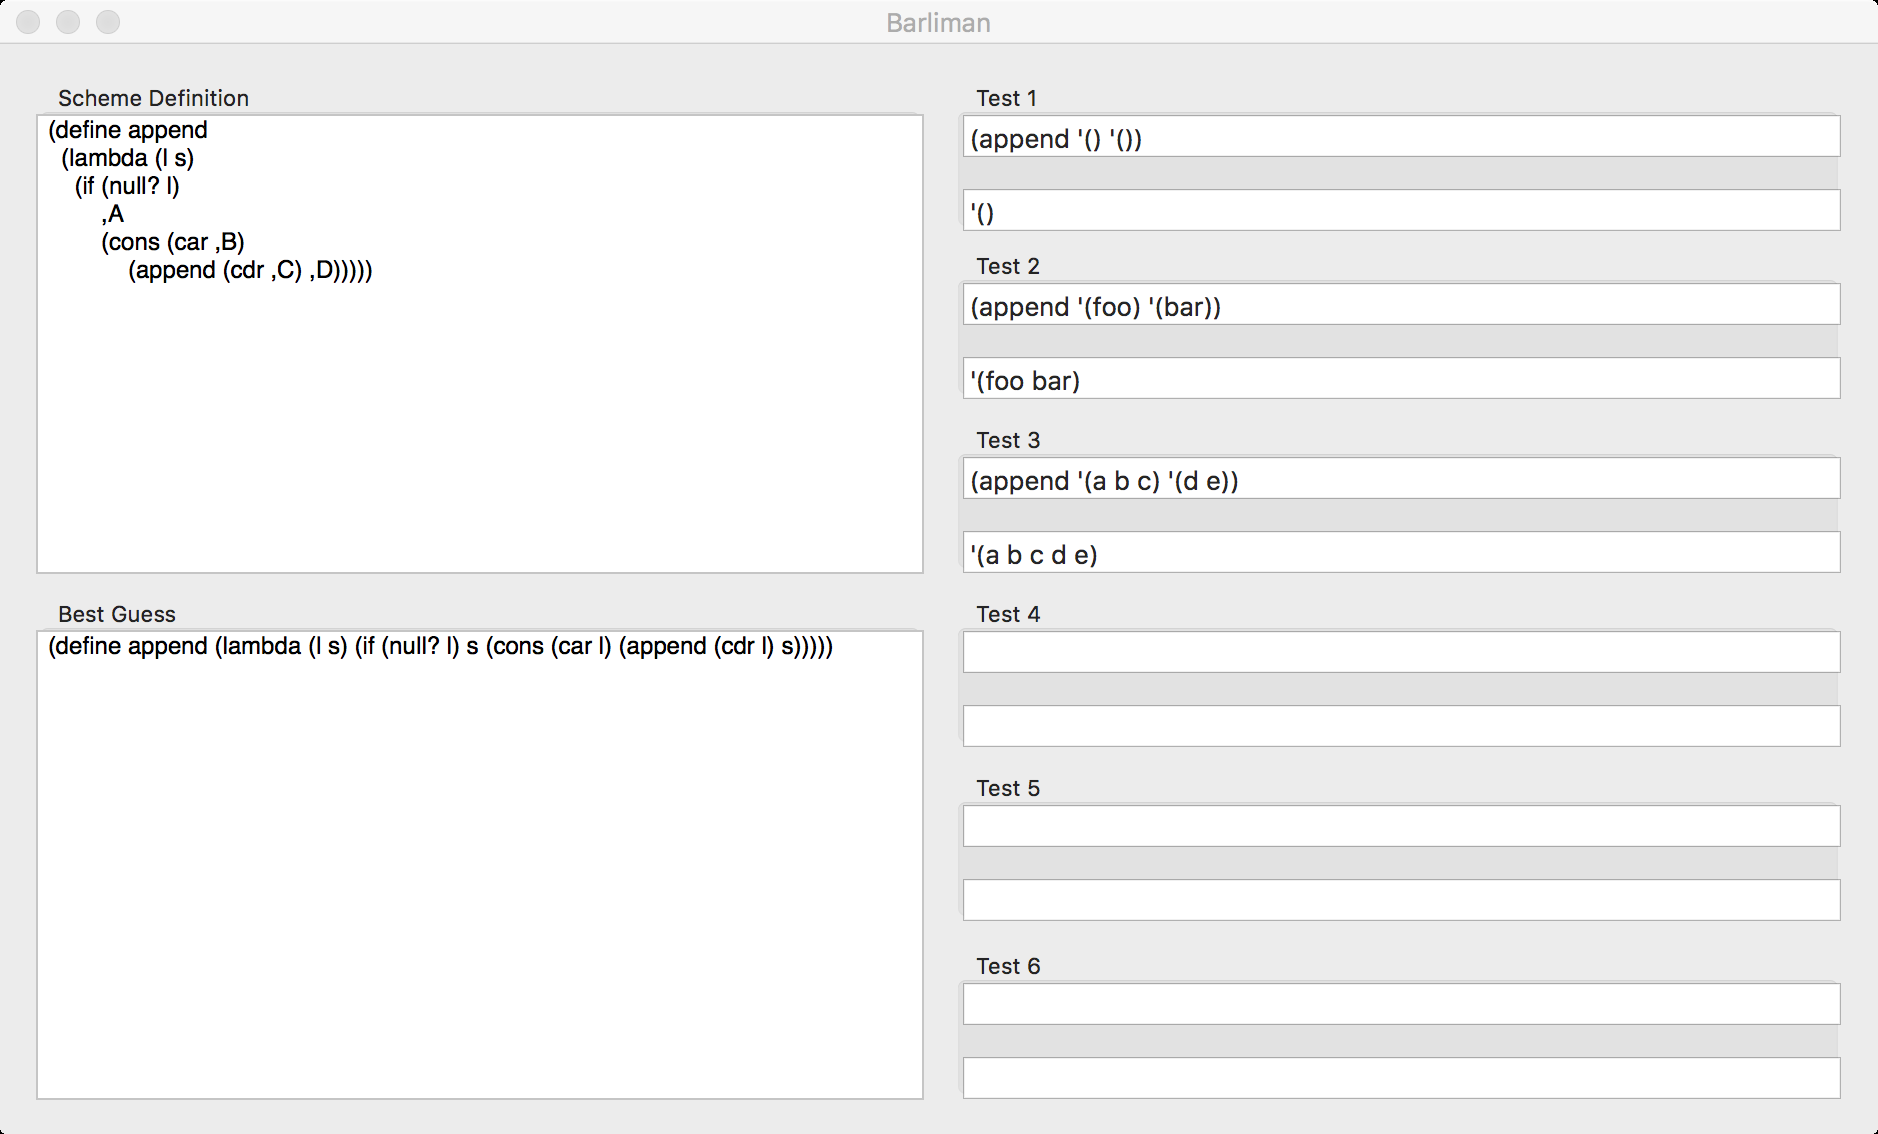 Barliman
Scheme Definition
(define append
(lambda (l s)
(if (null? l)
,A
(cons (car ,B)
(append (cdr ,C) ,D)))))
Best Guess
(define append (lambda (l s) (if (null? l) s (cons (car l) (append (cdr l) s)))))
Test 1
(append '() '())
'()
Test 2
(append '(foo) '(bar))
'(foo bar)
Test 3
(append '(a b c) '(d e))
'(a b c d e)
Test 4
Test 5
Test 6